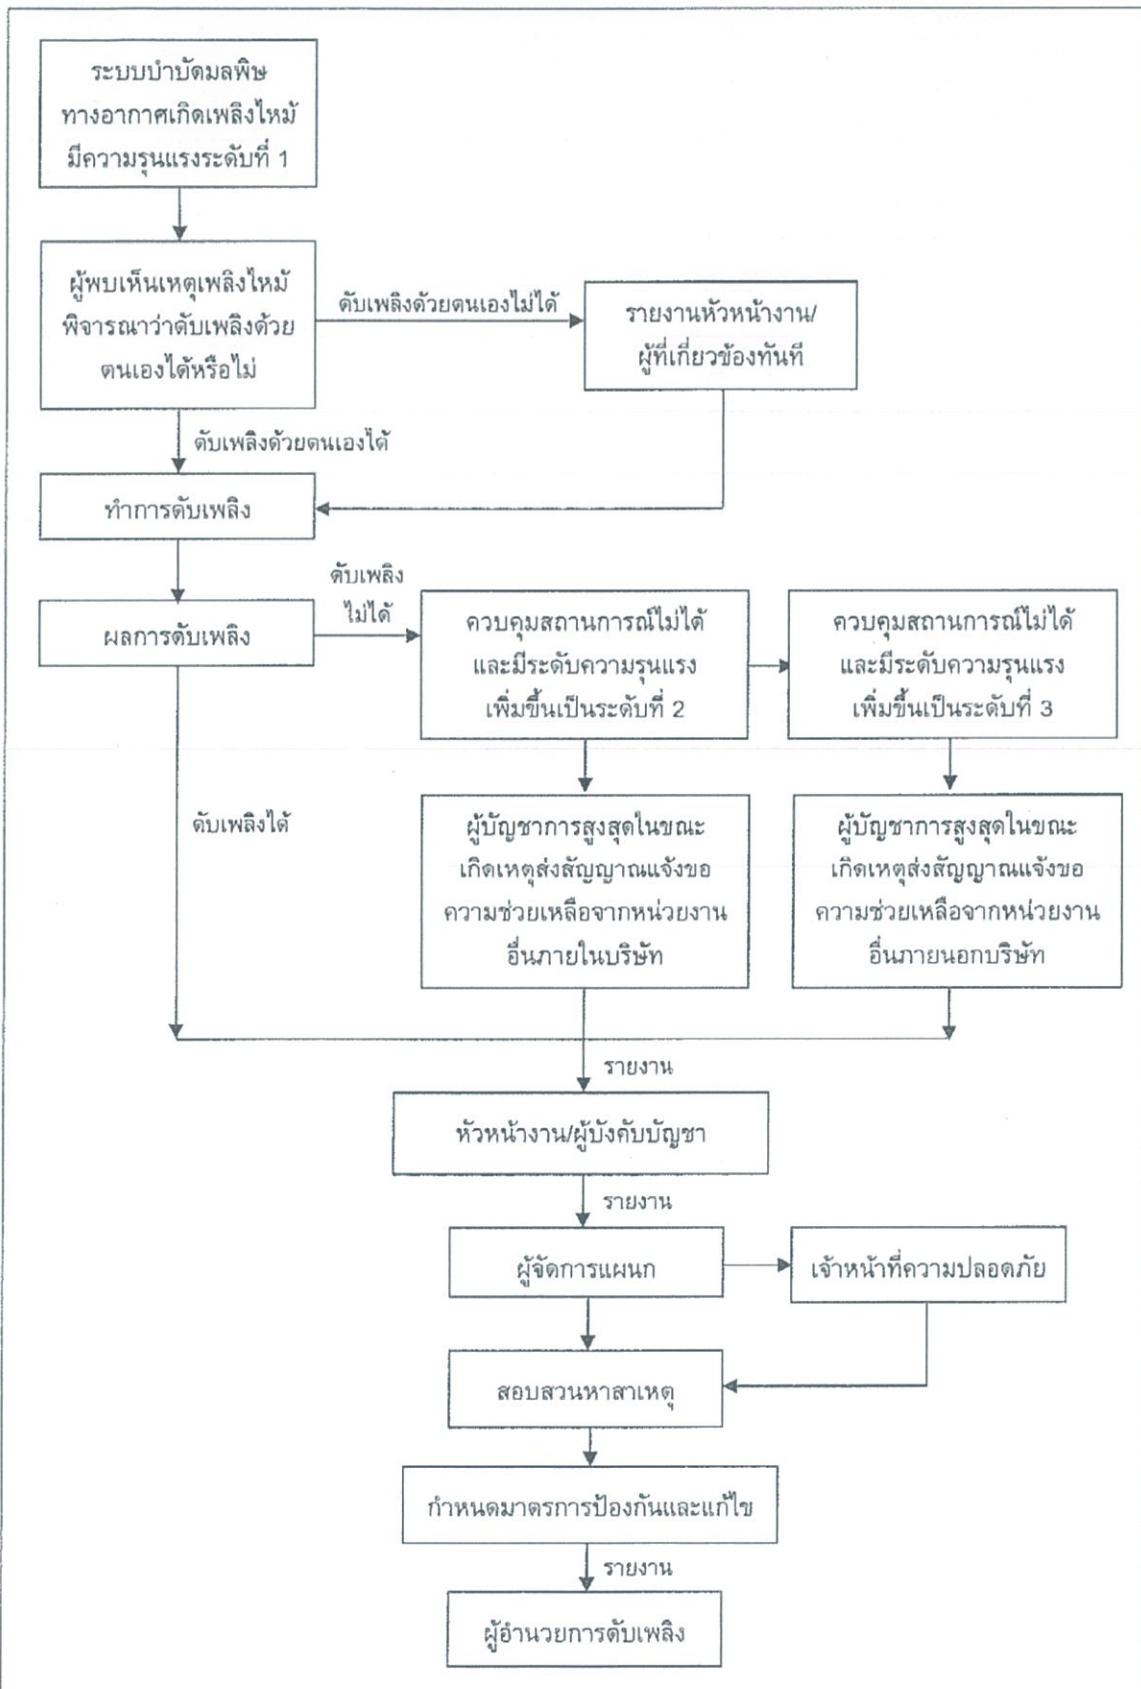 ระบบบำบัดมลพิษ
ทางอากาศเกิดเพลิงไหม้
มีความรุนแรงระดับที่ 1
ผู้พบเห็นเหตุเพลิงไหม้
พิจารณาว่าดับเพลิงด้วย
ตนเองได้หรือไม่
ดับเพลิงด้วยตนเองไม่ได้
รายงานหัวหน้างาน/
ผู้ที่เกี่ยวข้องทันที
ดับเพลิงด้วยตนเองได้
ทำการดับเพลิง
ผลการดับเพลิง
ดับเพลิง
ไม่ได้
ควบคุมสถานการณ์ไม่ได้
และมีระดับความรุนแรง
เพิ่มขึ้นเป็นระดับที่ 2
ควบคุมสถานการณ์ไม่ได้
และมีระดับความรุนแรง
เพิ่มขึ้นเป็นระดับที่ 3
ดับเพลิงได้
ผู้บัญชาการสูงสุดในขณะ
เกิดเหตุส่งสัญญาณแจ้งขอ
ความช่วยเหลือจากหน่วยงาน
อื่นภายในบริษัท
ผู้บัญชาการสูงสุดในขณะ
เกิดเหตุส่งสัญญาณแจ้งขอ
ความช่วยเหลือจากหน่วยงาน
อื่นภายนอกบริษัท
รายงาน
หัวหน้างาน/ผู้บังคับบัญชา
รายงาน
ผู้จัดการแผนก
เจ้าหน้าที่ความปลอดภัย
สอบสวนหาสาเหตุ
กำหนดมาตรการป้องกันและแก้ไข
รายงาน
ผู้อำนวยการดับเพลิง